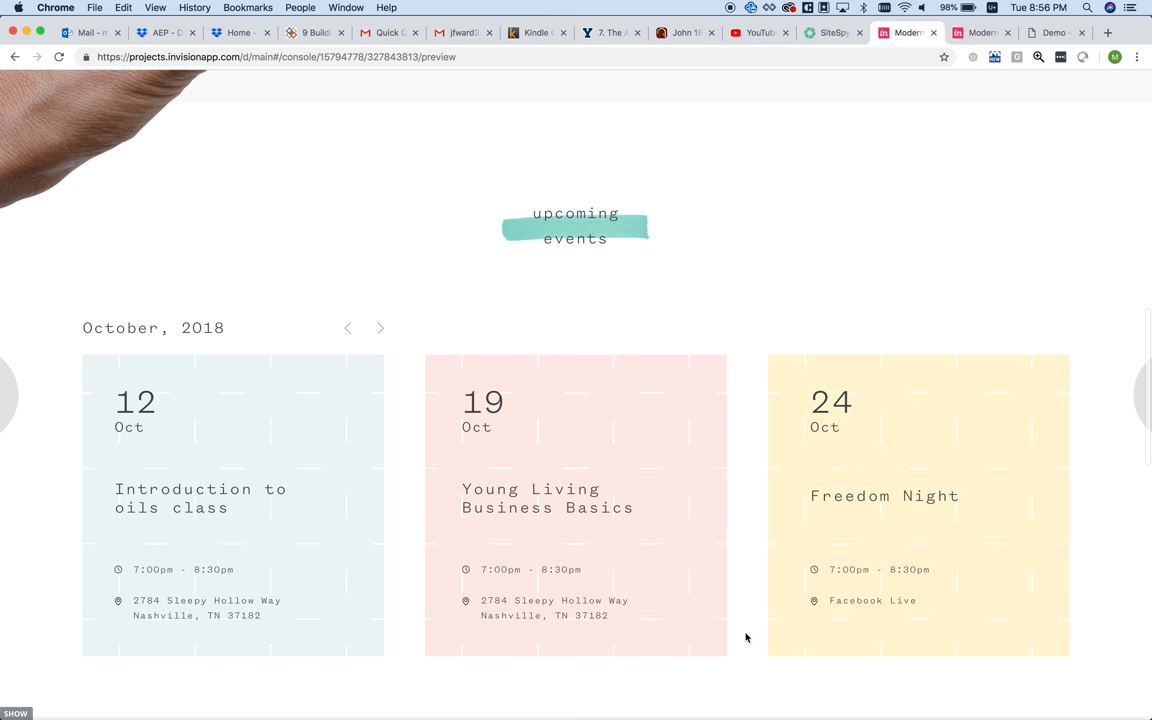 Chrome File Edit View History Bookmarks People Window Help 98% Tue 8:56 PM
Mail - m AEP - D Home - 9 Buildi Quick C jfward3 Kindle C 7. The A John 18 YouTube SiteSpy Modern Modern Demo -
https://projects.invisionapp.com/d/main#/console/15794778/327843813/preview
upcoming
events
October, 2018
12
Oct
Introduction to
oils class
7:00pm - 8:30pm
2784 Sleepy Hollow Way
Nashville, TN 37182
19
Oct
Young Living
Business Basics
7:00pm - 8:30pm
2784 Sleepy Hollow Way
Nashville, TN 37182
24
Oct
Freedom Night
7:00pm - 8:30pm
Facebook Live
SHOW